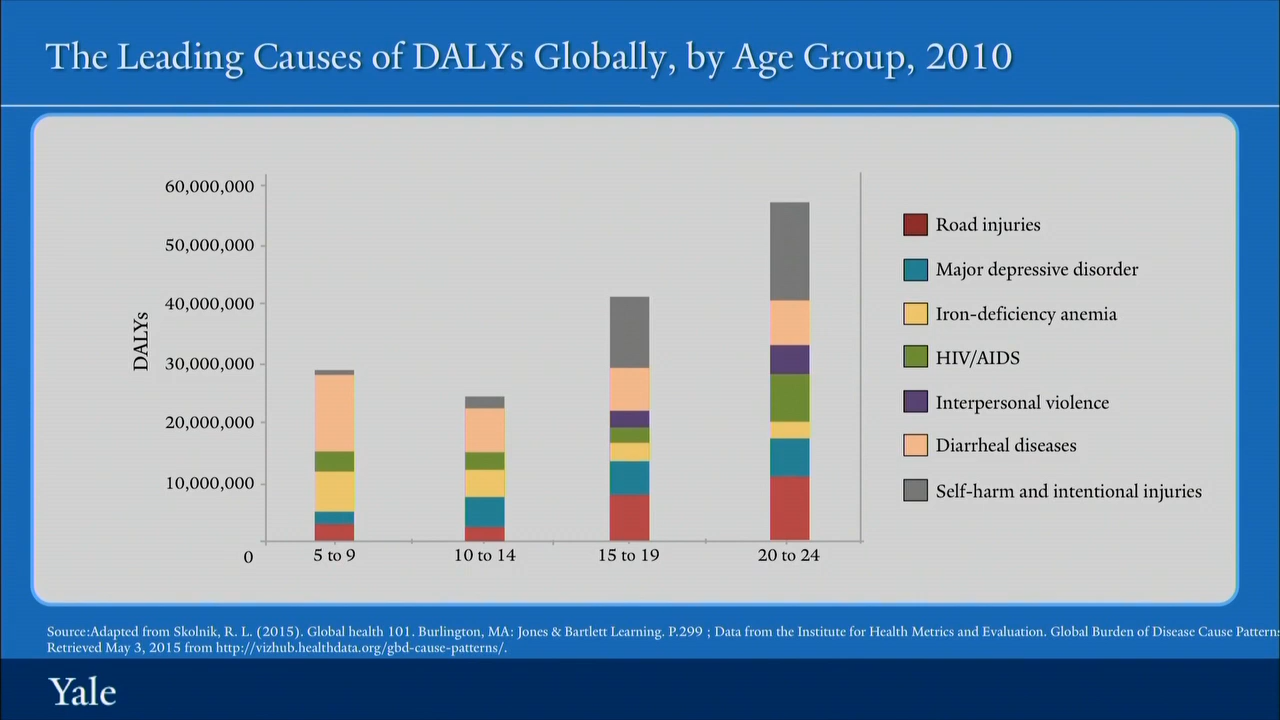 The Leading Causes of DALYs Globally, by Age Group, 2010
DALYs
60,000,000
50,000,000
40,000,000
30,000,000
20,000,000
10,000,000
0
5 to 9
10 to 14
15 to 19
20 to 24
Road injuries
Major depressive disorder
Iron-deficiency anemia
HIV/AIDS
Interpersonal violence
Diarrheal diseases
Self-harm and intentional injuries
Source:Adapted from Skolnik, R. L. (2015). Global health 101. Burlington, MA: Jones & Bartlett Learning. P.299 ; Data from the Institute for Health Metrics and Evaluation. Global Burden of Disease Cause Pattern
Retrieved May 3, 2015 from http://vizhub.healthdata.org/gbd-cause-patterns/.
Yale